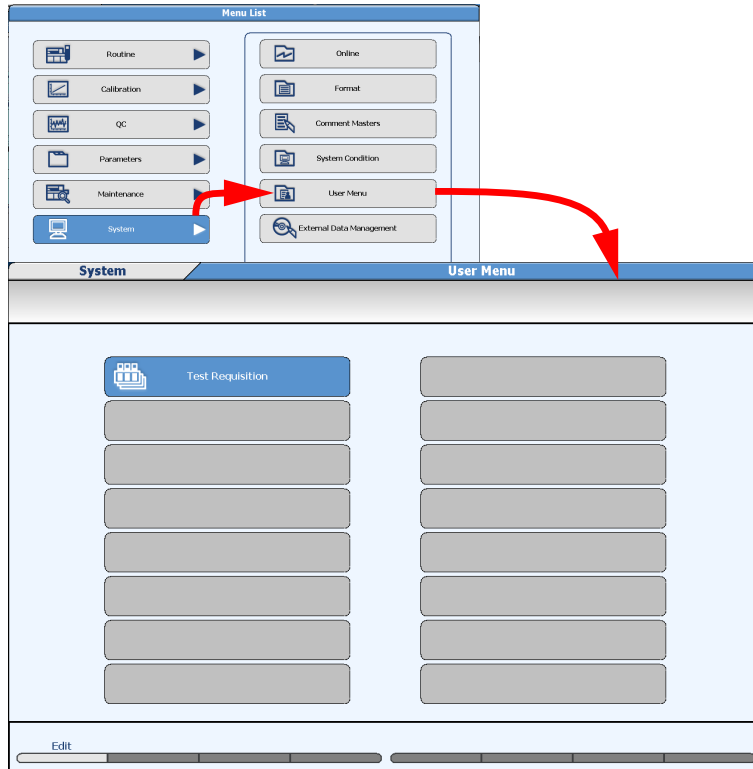 Menu List
Routine
Calibration
QC
Parameters
Maintenance
System
Online
Format
Comment Masters
System Condition
User Menu
External Data Management
System
User Menu
Test Requisition
Edit